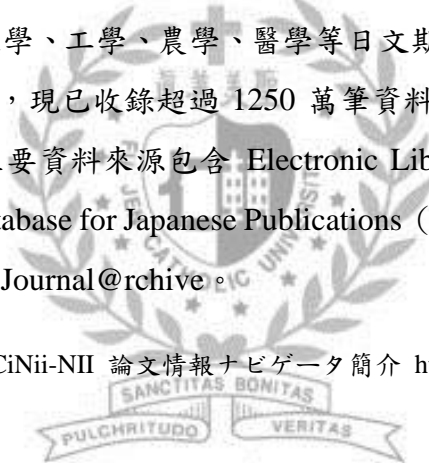 學、工學、農學、醫學等日文期
，現已收錄超過 1250 萬筆資料
要資料來源包含 Electronic Lib
tabase for Japanese Publications（
Journal@rchive。
CiNii-NII 論文情報ナビゲータ簡介
SANCTITAS BONITAS
PULCHRITUDO VERITAS